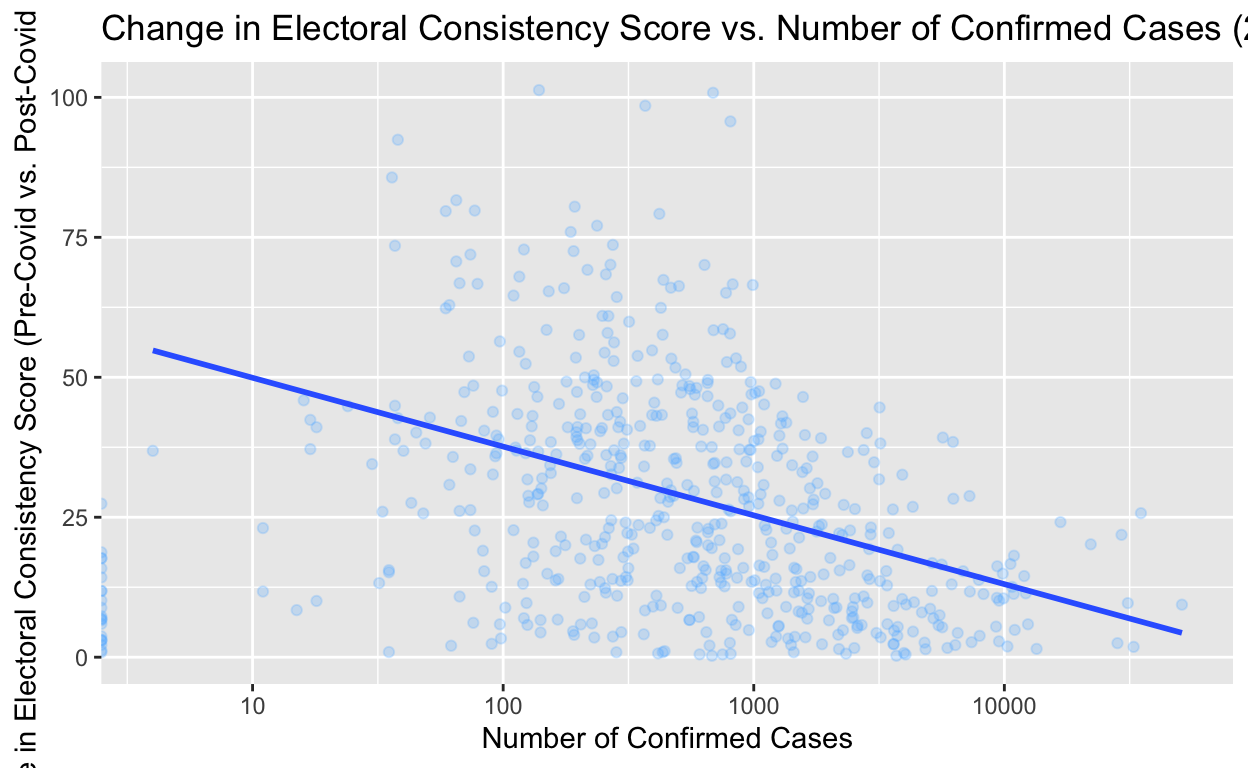 Change in Electoral Consistency Score vs. Number of Confirmed Cases (2
e in Electoral Consistency Score (Pre-Covid vs. Post-Covid
100
75
50
25
0
10 100 1000 10000
Number of Confirmed Cases